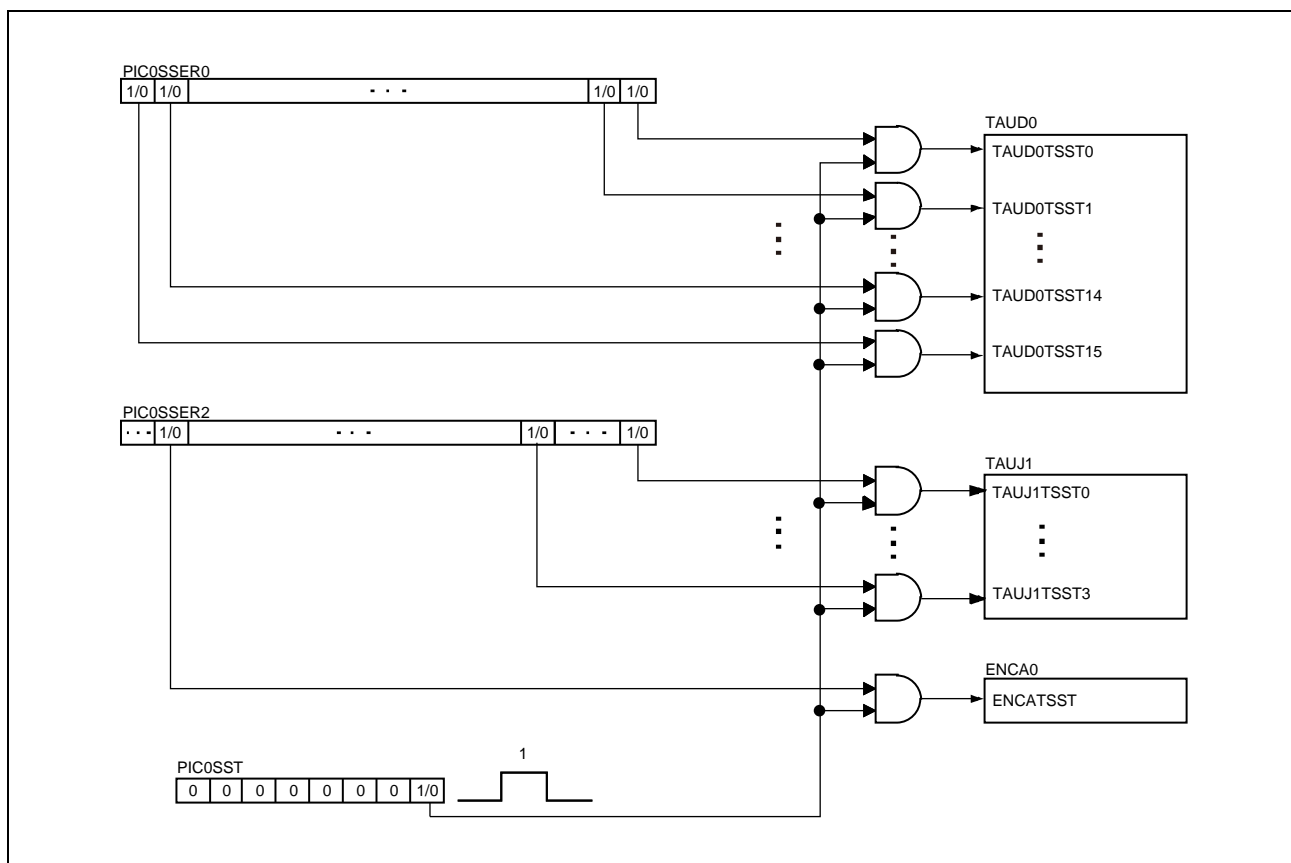 PIC0SSER0
1/0 1/0 · · · 1/0 1/0
TAUD0
TAUD0TSST0
TAUD0TSST1
TAUD0TSST14
TAUD0TSST15
PIC0SSER2
· · · 1/0 · · · 1/0 · · · 1/0
TAUJ1
TAUJ1TSST0
TAUJ1TSST3
ENCA0
ENCATSST
PIC0SST
0 0 0 0 0 0 0 1/0
1